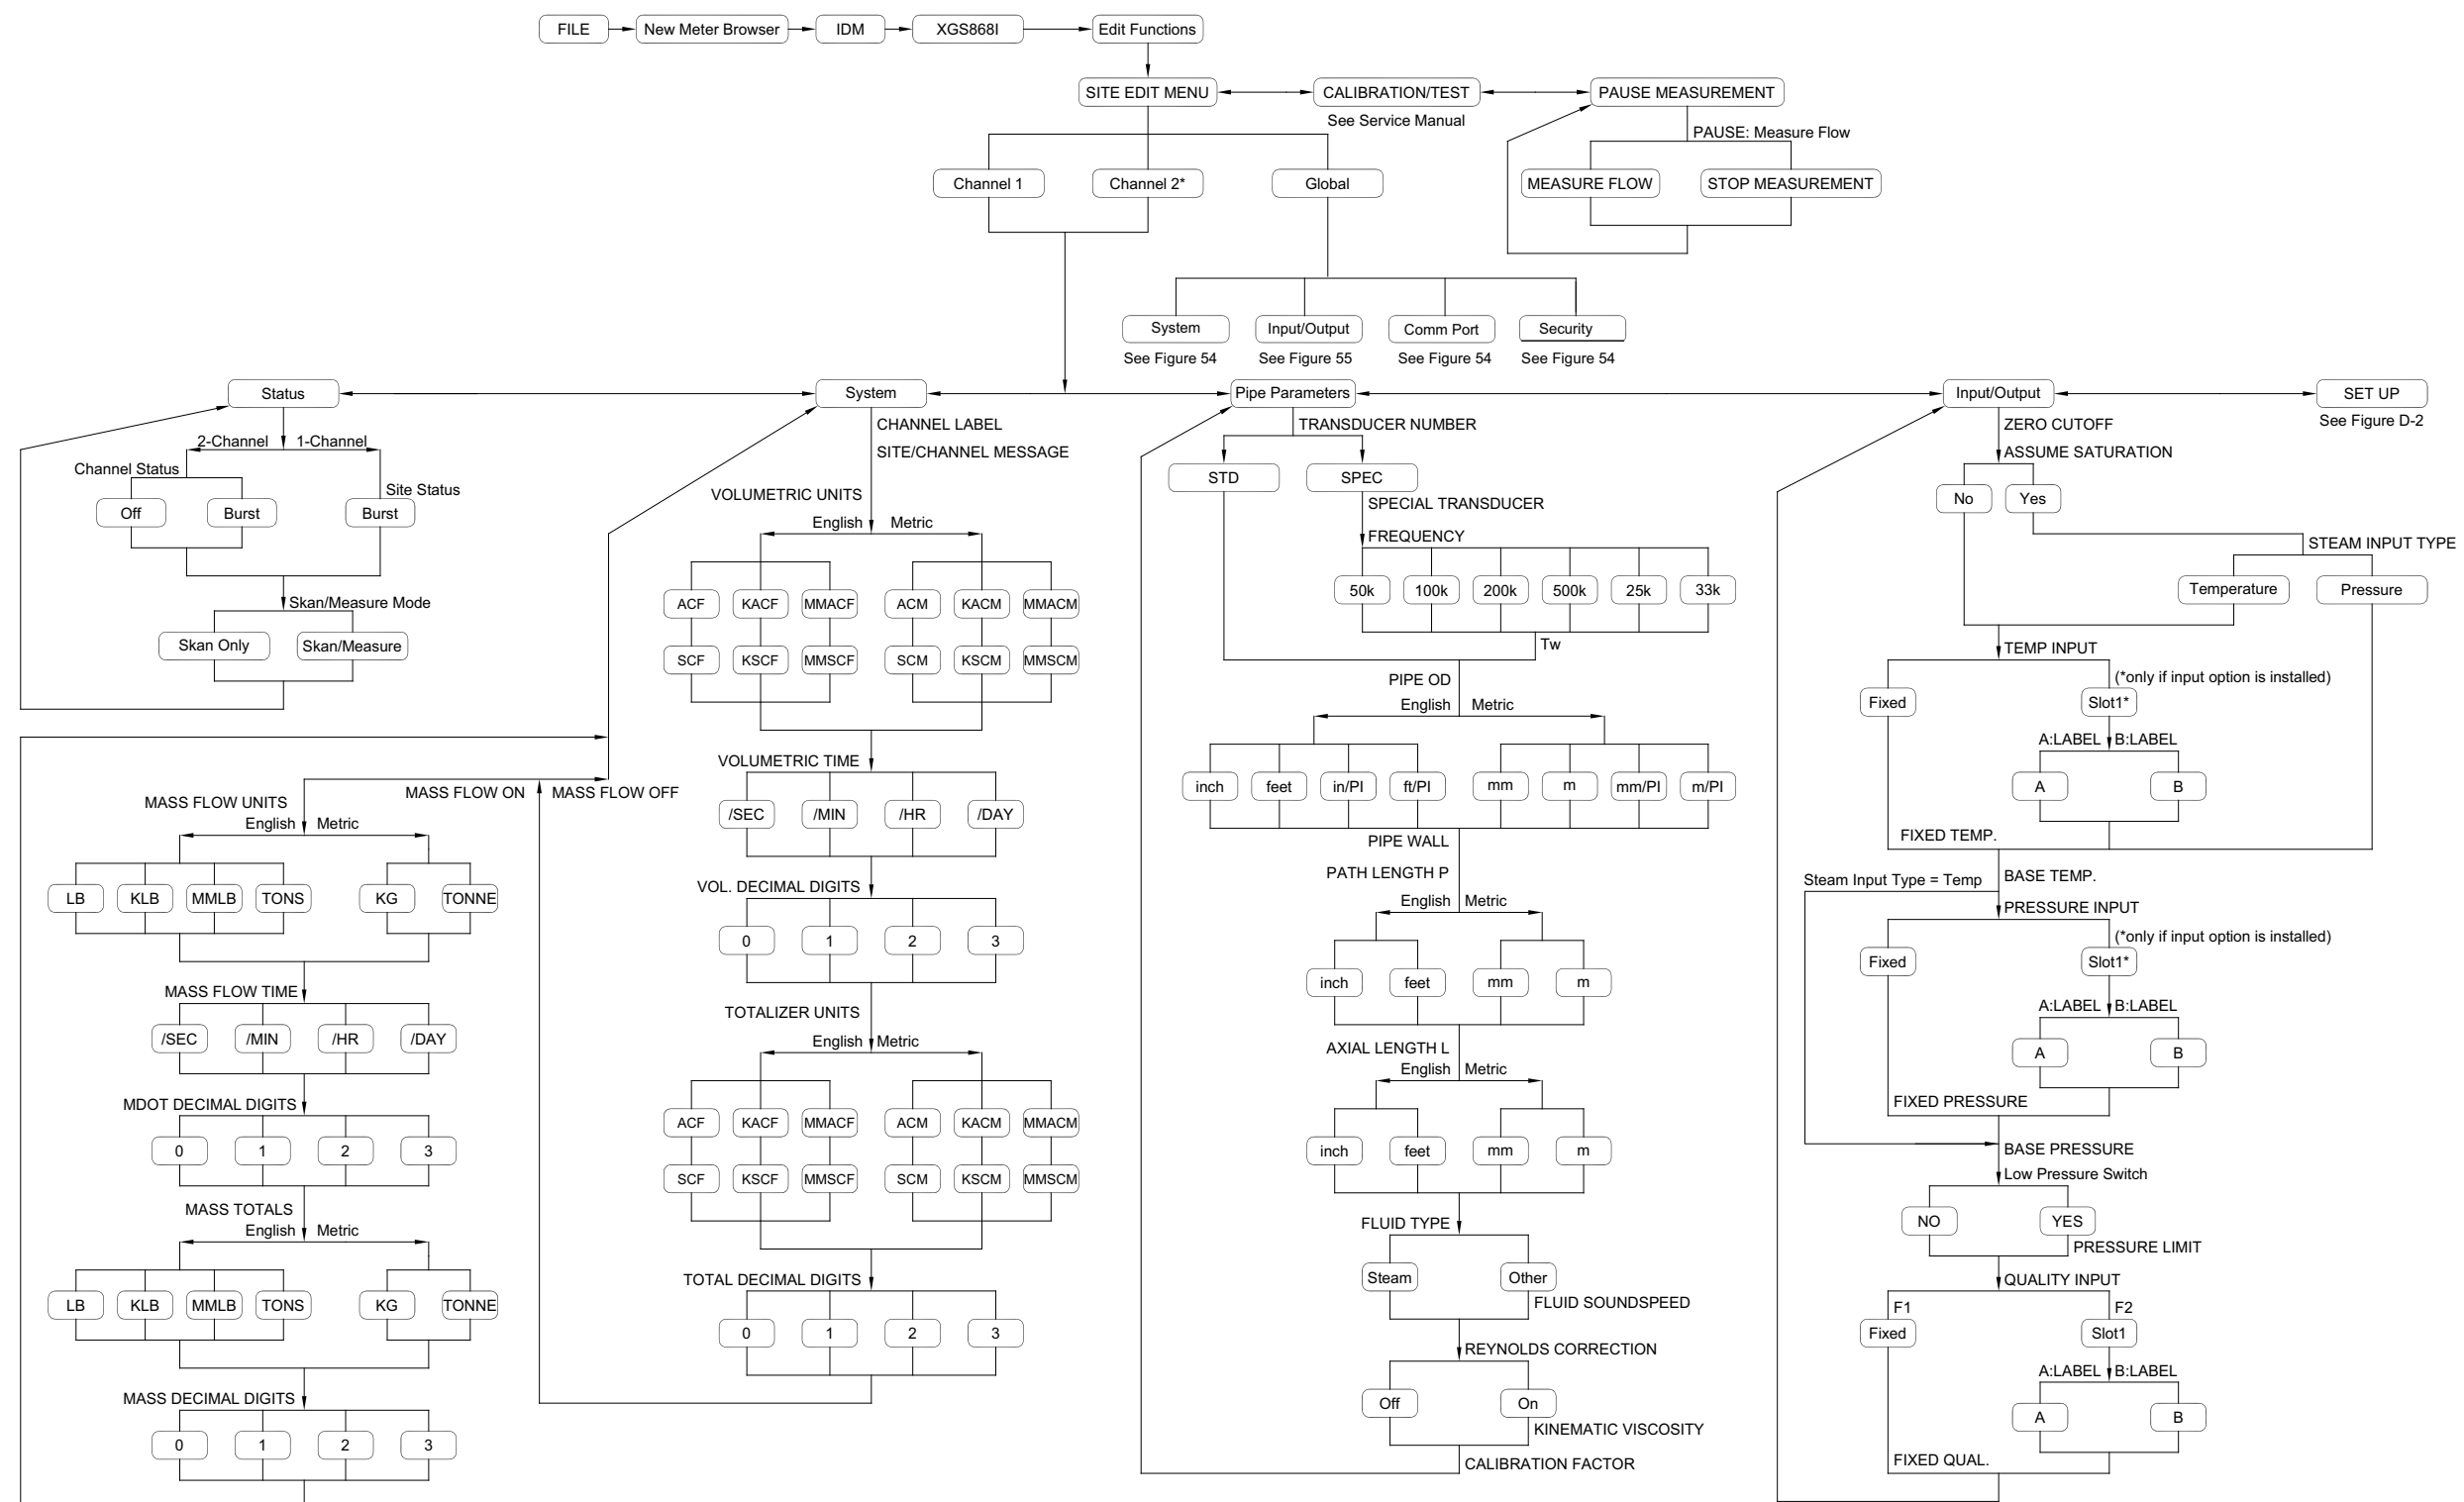 FILE
New Meter Browser
IDM
XGS868I
Edit Functions
SITE EDIT MENU
CALIBRATION/TEST
See Service Manual
PAUSE MEASUREMENT
PAUSE: Measure Flow
MEASURE FLOW
STOP MEASUREMENT
Channel 1
Channel 2*
Global
System
See Figure 54
Input/Output
See Figure 55
Comm Port
See Figure 54
Security
See Figure 54
Status
2-Channel
1-Channel
Channel Status
Off
Burst
Site Status
Burst
Skan/Measure Mode
Skan Only
Skan/Measure
System
CHANNEL LABEL
SITE/CHANNEL MESSAGE
VOLUMETRIC UNITS
English
Metric
ACF
KACF
MMACF
ACM
KACM
MMACM
SCF
KSCF
MMSCF
SCM
KSCM
MMSCM
VOLUMETRIC TIME
/SEC
/MIN
/HR
/DAY
VOL. DECIMAL DIGITS
0
1
2
3
TOTALIZER UNITS
English
Metric
ACF
KACF
MMACF
ACM
KACM
MMACM
SCF
KSCF
MMSCF
SCM
KSCM
MMSCM
TOTAL DECIMAL DIGITS
0
1
2
3
MASS FLOW ON
MASS FLOW OFF
MASS FLOW UNITS
English
Metric
LB
KLB
MMLB
TONS
KG
TONNE
MASS FLOW TIME
/SEC
/MIN
/HR
/DAY
MDOT DECIMAL DIGITS
0
1
2
3
MASS TOTALS
English
Metric
LB
KLB
MMLB
TONS
KG
TONNE
MASS DECIMAL DIGITS
0
1
2
3
Pipe Parameters
TRANSDUCER NUMBER
STD
SPEC
SPECIAL TRANSDUCER
FREQUENCY
50k
100k
200k
500k
25k
33k
Tw
PIPE OD
English
Metric
inch
feet
in/PI
ft/PI
mm
m
mm/PI
m/PI
PIPE WALL
PATH LENGTH P
English
Metric
inch
feet
mm
m
AXIAL LENGTH L
English
Metric
inch
feet
mm
m
FLUID TYPE
Steam
Other
FLUID SOUNDSPEED
REYNOLDS CORRECTION
Off
On
KINEMATIC VISCOSITY
CALIBRATION FACTOR
Input/Output
ZERO CUTOFF
ASSUME SATURATION
No
Yes
STEAM INPUT TYPE
Temperature
Pressure
TEMP INPUT
(*only if input option is installed)
Fixed
Slot1*
A:LABEL
B:LABEL
A
B
FIXED TEMP.
BASE TEMP.
Steam Input Type = Temp
PRESSURE INPUT
(*only if input option is installed)
Fixed
Slot1*
A:LABEL
B:LABEL
A
B
FIXED PRESSURE
BASE PRESSURE
Low Pressure Switch
NO
YES
PRESSURE LIMIT
QUALITY INPUT
F1
F2
Fixed
Slot1
A:LABEL
B:LABEL
A
B
FIXED QUAL.
SET UP
See Figure D-2